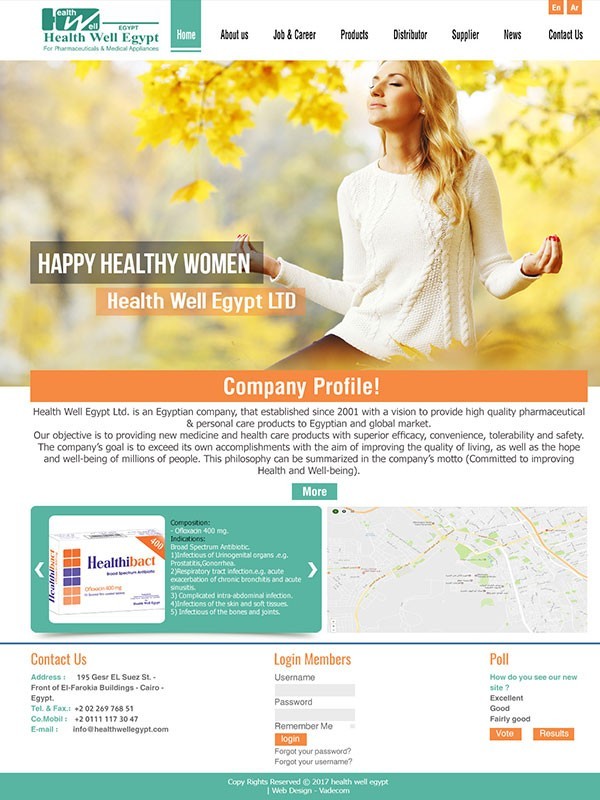 En Ar
Health Well
EGYPT
Health Well Egypt
For Pharmaceuticals & Medical Appliances
Home About us Job & Career Products Distributor Supplier News Contact Us
HAPPY HEALTHY WOMEN
Health Well Egypt LTD
Company Profile!
Health Well Egypt Ltd. is an Egyptian company, that established since 2001 with a vision to provide high quality pharmaceutical
& personal care products to Egyptian and global market.
Our objective is to providing new medicine and health care products with superior efficacy, convenience, tolerability and safety.
The company's goal is to exceed its own accomplishments with the aim of improving the quality of living, as well as the hope
and well-being of millions of people. This philosophy can be summarized in the company's motto (Committed to improving
Health and Well-being).
More
Healthibact
400
Healthibact
Broad Spectrum Antibiotic
Ofloxacin 400 mg
Health Well Egypt
Composition:
- Ofloxacin 400 mg.
Indications:
Broad Spectrum Antibiotic.
1)Infectious of Urinogenital organs .e.g.
Prostatitis,Gonorrhea.
2)Respiratory tract infection.e.g. acute
exacerbation of chronic bronchitis and acute
sinusitis.
3) Complicated intra-abdominal infection.
4)Infections of the skin and soft tissues.
5) Infectious of the bones and joints.
Contact Us
Address : 195 Gesr EL Suez St. -
Front of El-Farokia Buildings - Cairo -
Egypt.
Tel. & Fax.: +2 02 269 768 51
Co.Mobil : +2 0111 117 30 47
E-mail : info@healthwellegypt.com
Login Members
Username
Password
Remember Me
login
Forgot your password?
Forgot your username?
Poll
How do you see our new
site ?
Excellent
Good
Fairly good
Vote Results
Copy Rights Reserved © 2017 health well egypt
| Web Design - Vadecom